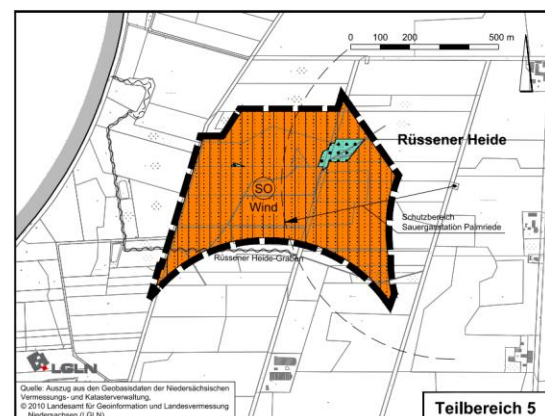 0 100 200 500 m
Rüssener Heide
SO
Wind
Schutzbereich
Sauergasstation Palmriede
Rüssener Heide-Graben
LGLN
Quelle: Auszug aus den Geobasisdaten der Niedersächsischen
Vermessungs- und Katasterverwaltung,
© 2010 Landesamt für Geoinformation und Landesvermessung
Niedersachsen (LGLN)
Teilbereich 5